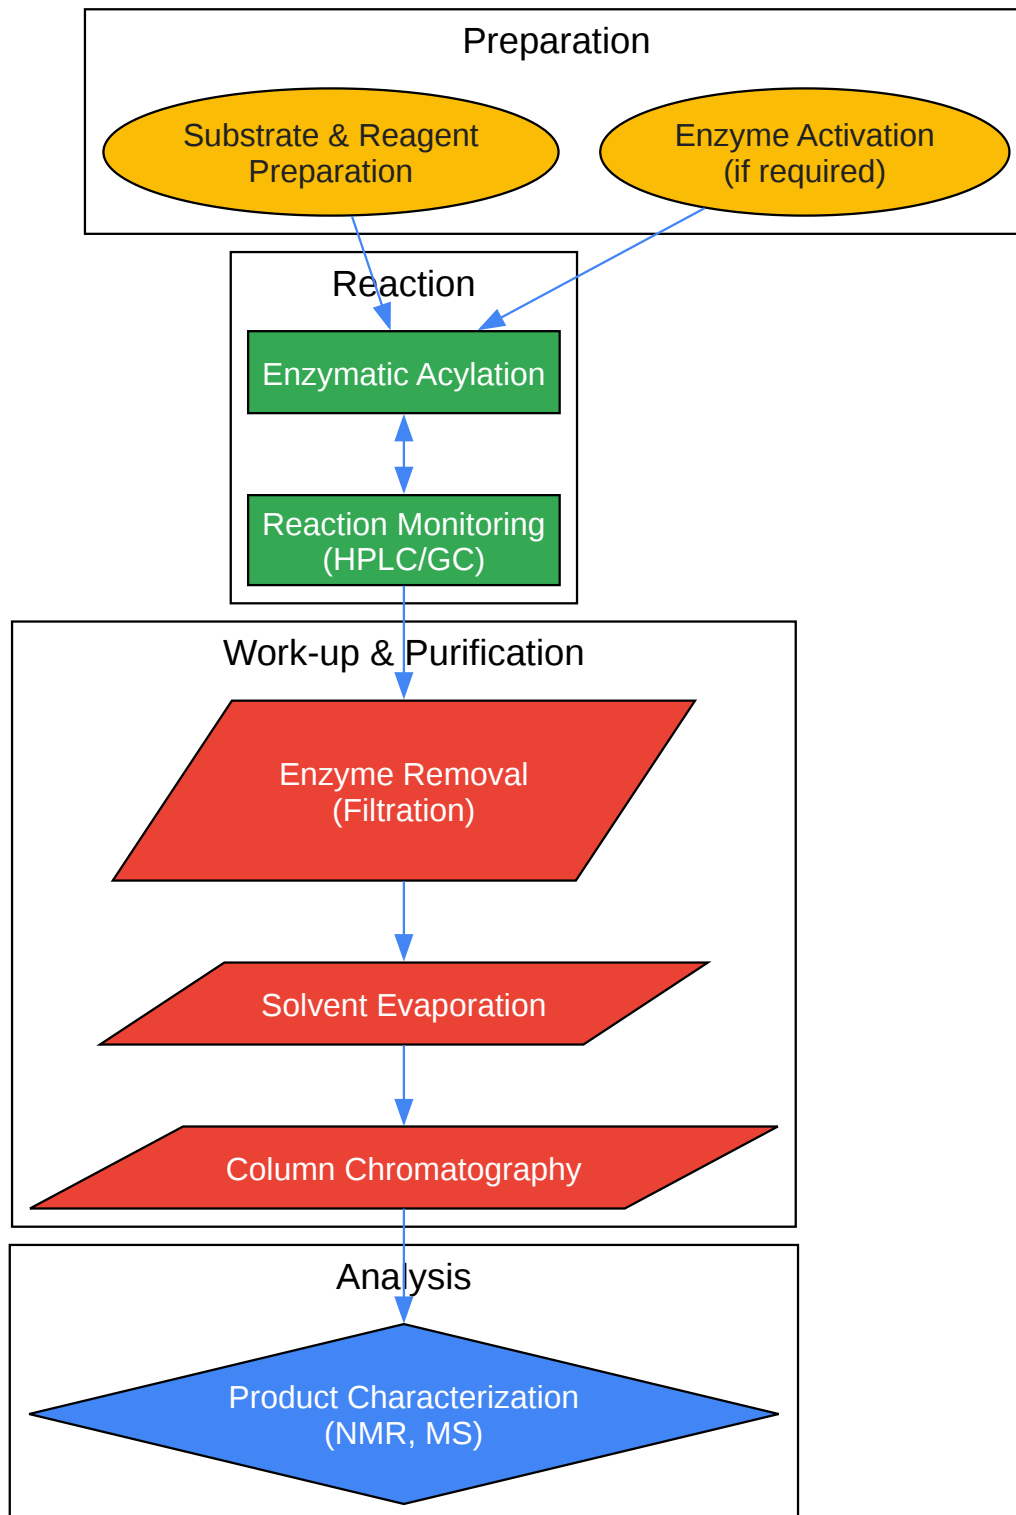 Preparation
Substrate & Reagent
Preparation
Enzyme Activation
(if required)
Reaction
Enzymatic Acylation
Reaction Monitoring
(HPLC/GC)
Work-up & Purification
Enzyme Removal
(Filtration)
Solvent Evaporation
Column Chromatography
Analysis
Product Characterization
(NMR, MS)